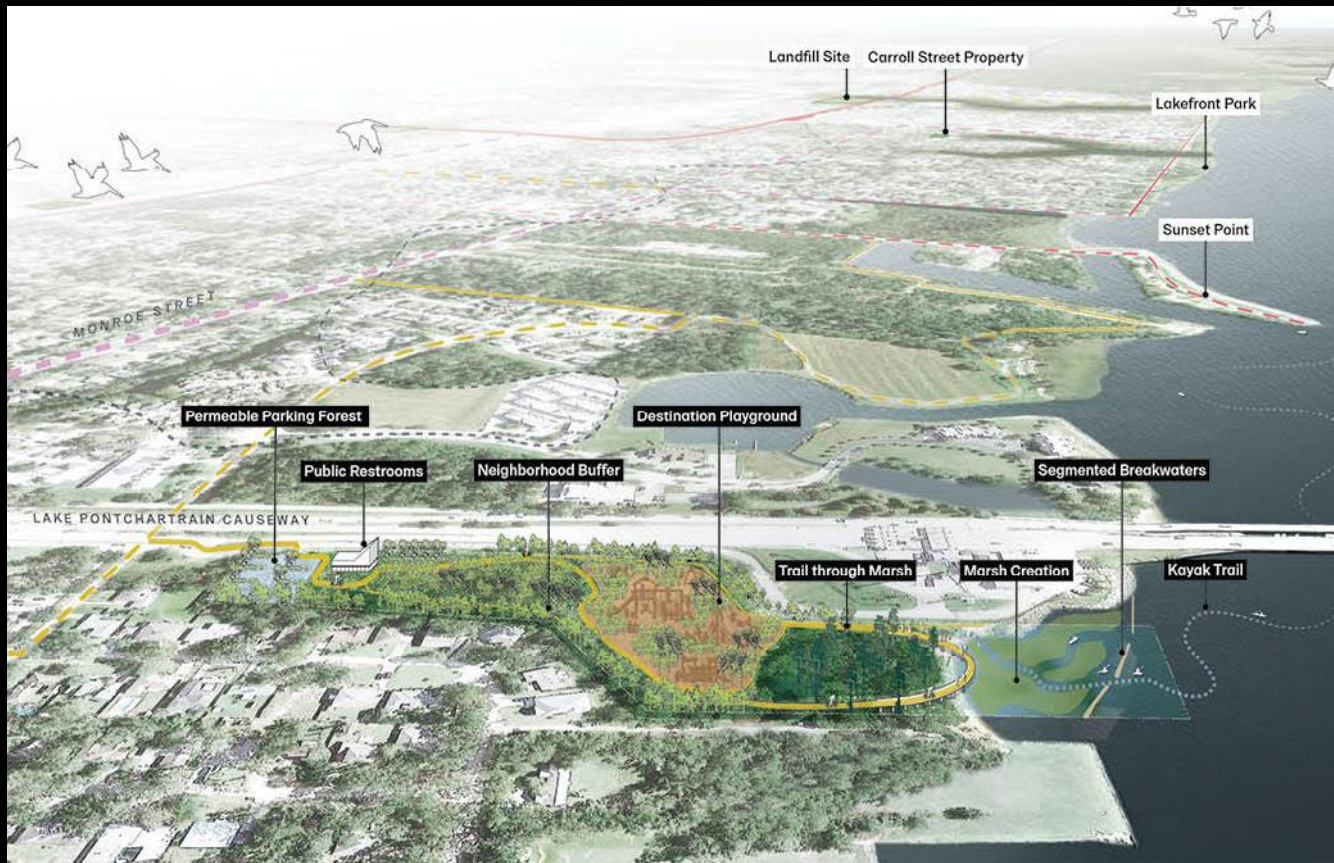 Landfill Site
Carroll Street Property
Lakefront Park
Sunset Point
MONROE STREET
Permeable Parking Forest
Destination Playground
Public Restrooms
Neighborhood Buffer
Segmented Breakwaters
LAKE PONTCHARTRAIN CAUSEWAY
Trail through Marsh
Marsh Creation
Kayak Trail